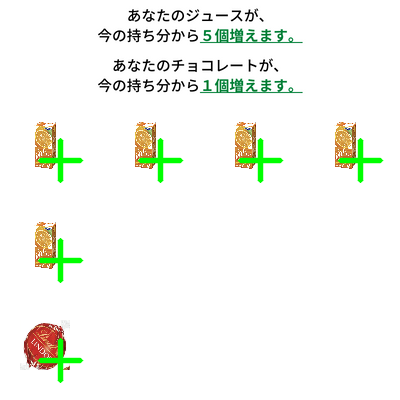 あなたのジュースが、
今の持ち分から５個増えます。
あなたのチョコレートが、
今の持ち分から１個増えます。
LINDT